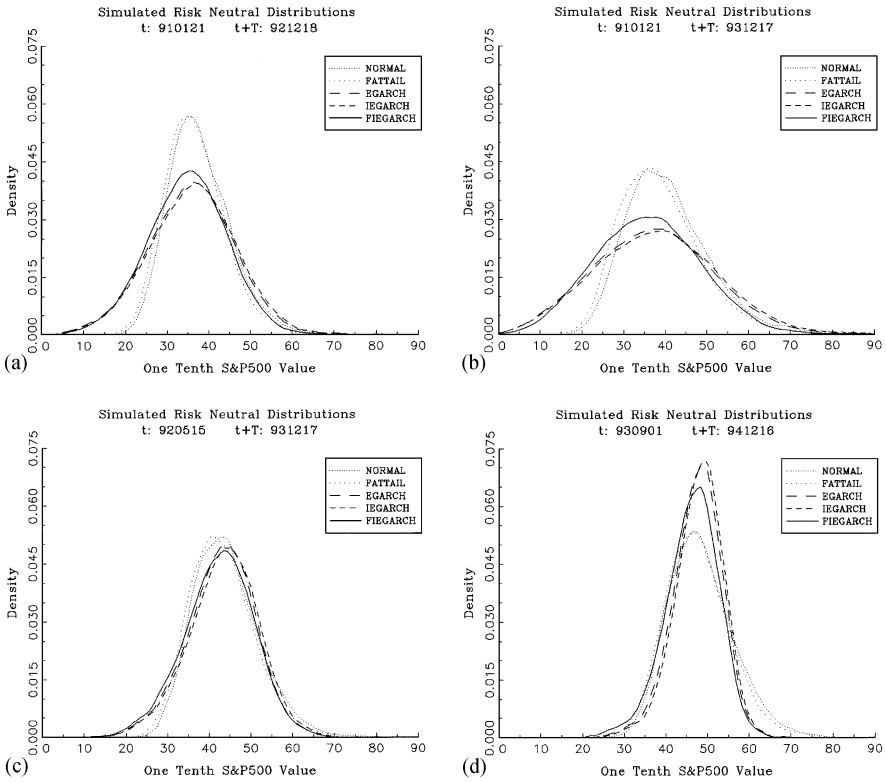 Simulated Risk Neutral Distributions
t: 910121 t+T: 921218
0.075
0.060
0.045
0.030
0.015
0.000
Density
NORMAL
FATTAIL
EGARCH
IEGARCH
FIEGARCH
0 10 20 30 40 50 60 70 80 90
One Tenth S&P500 Value
(a)
Simulated Risk Neutral Distributions
t: 910121 t+T: 931217
0.075
0.060
0.045
0.030
0.015
0.000
Density
NORMAL
FATTAIL
EGARCH
IEGARCH
FIEGARCH
0 10 20 30 40 50 60 70 80 90
One Tenth S&P500 Value
(b)
Simulated Risk Neutral Distributions
t: 920515 t+T: 931217
0.075
0.060
0.045
0.030
0.015
0.000
Density
NORMAL
FATTAIL
EGARCH
IEGARCH
FIEGARCH
0 10 20 30 40 50 60 70 80 90
One Tenth S&P500 Value
(c)
Simulated Risk Neutral Distributions
t: 930901 t+T: 941216
0.075
0.060
0.045
0.030
0.015
0.000
Density
NORMAL
FATTAIL
EGARCH
IEGARCH
FIEGARCH
0 10 20 30 40 50 60 70 80 90
One Tenth S&P500 Value
(d)